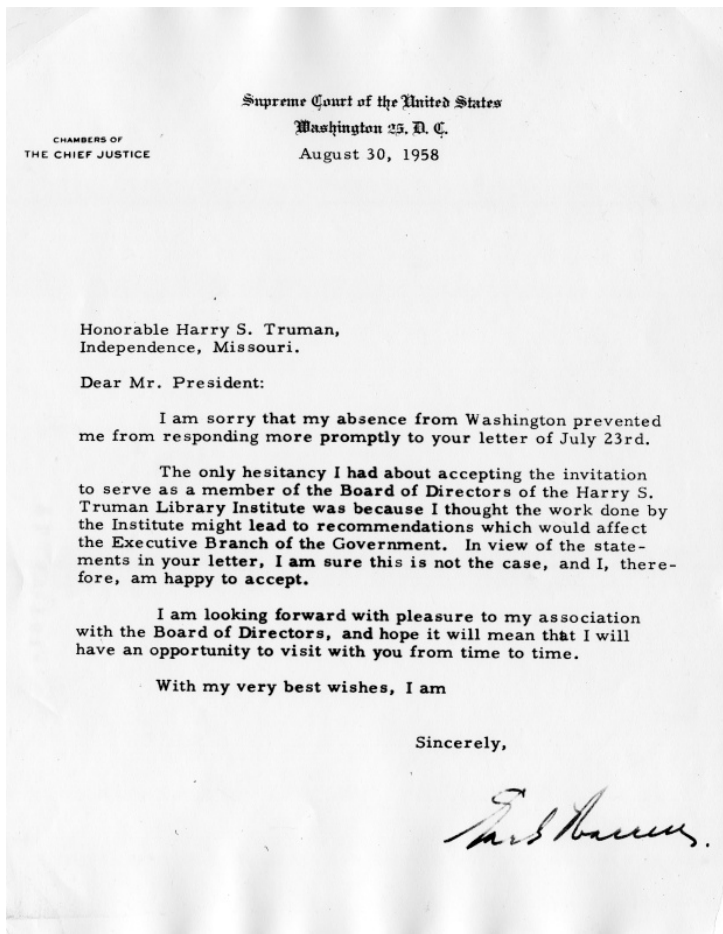 Supreme Court of the United States
Washington 25, D. C.
CHAMBERS OF
THE CHIEF JUSTICE
August 30, 1958
Honorable Harry S. Truman,
Independence, Missouri.
Dear Mr. President:
I am sorry that my absence from Washington prevented
me from responding more promptly to your letter of July 23rd.
The only hesitancy I had about accepting the invitation
to serve as a member of the Board of Directors of the Harry S.
Truman Library Institute was because I thought the work done by
the Institute might lead to recommendations which would affect
the Executive Branch of the Government. In view of the state-
ments in your letter, I am sure this is not the case, and I, there-
fore, am happy to accept.
I am looking forward with pleasure to my association
with the Board of Directors, and hope it will mean that I will
have an opportunity to visit with you from time to time.
With my very best wishes, I am
Sincerely,
Earl Warren.